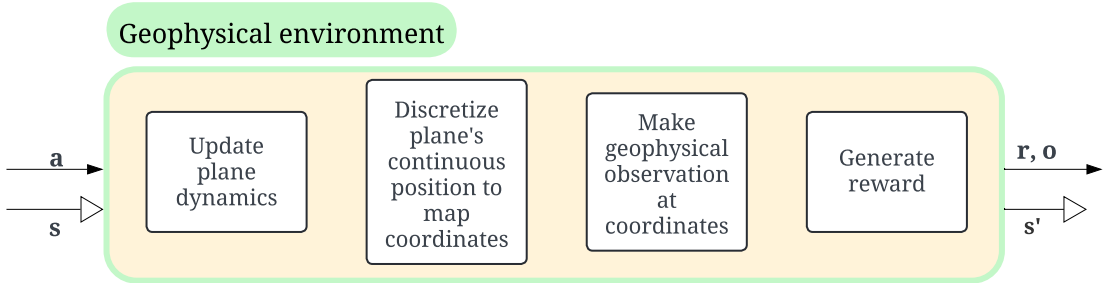 Geophysical environment
a
s
Update
plane
dynamics
Discretize
plane's
continuous
position to
map
coordinates
Make
geophysical
observation
at
coordinates
Generate
reward
r, o
s'